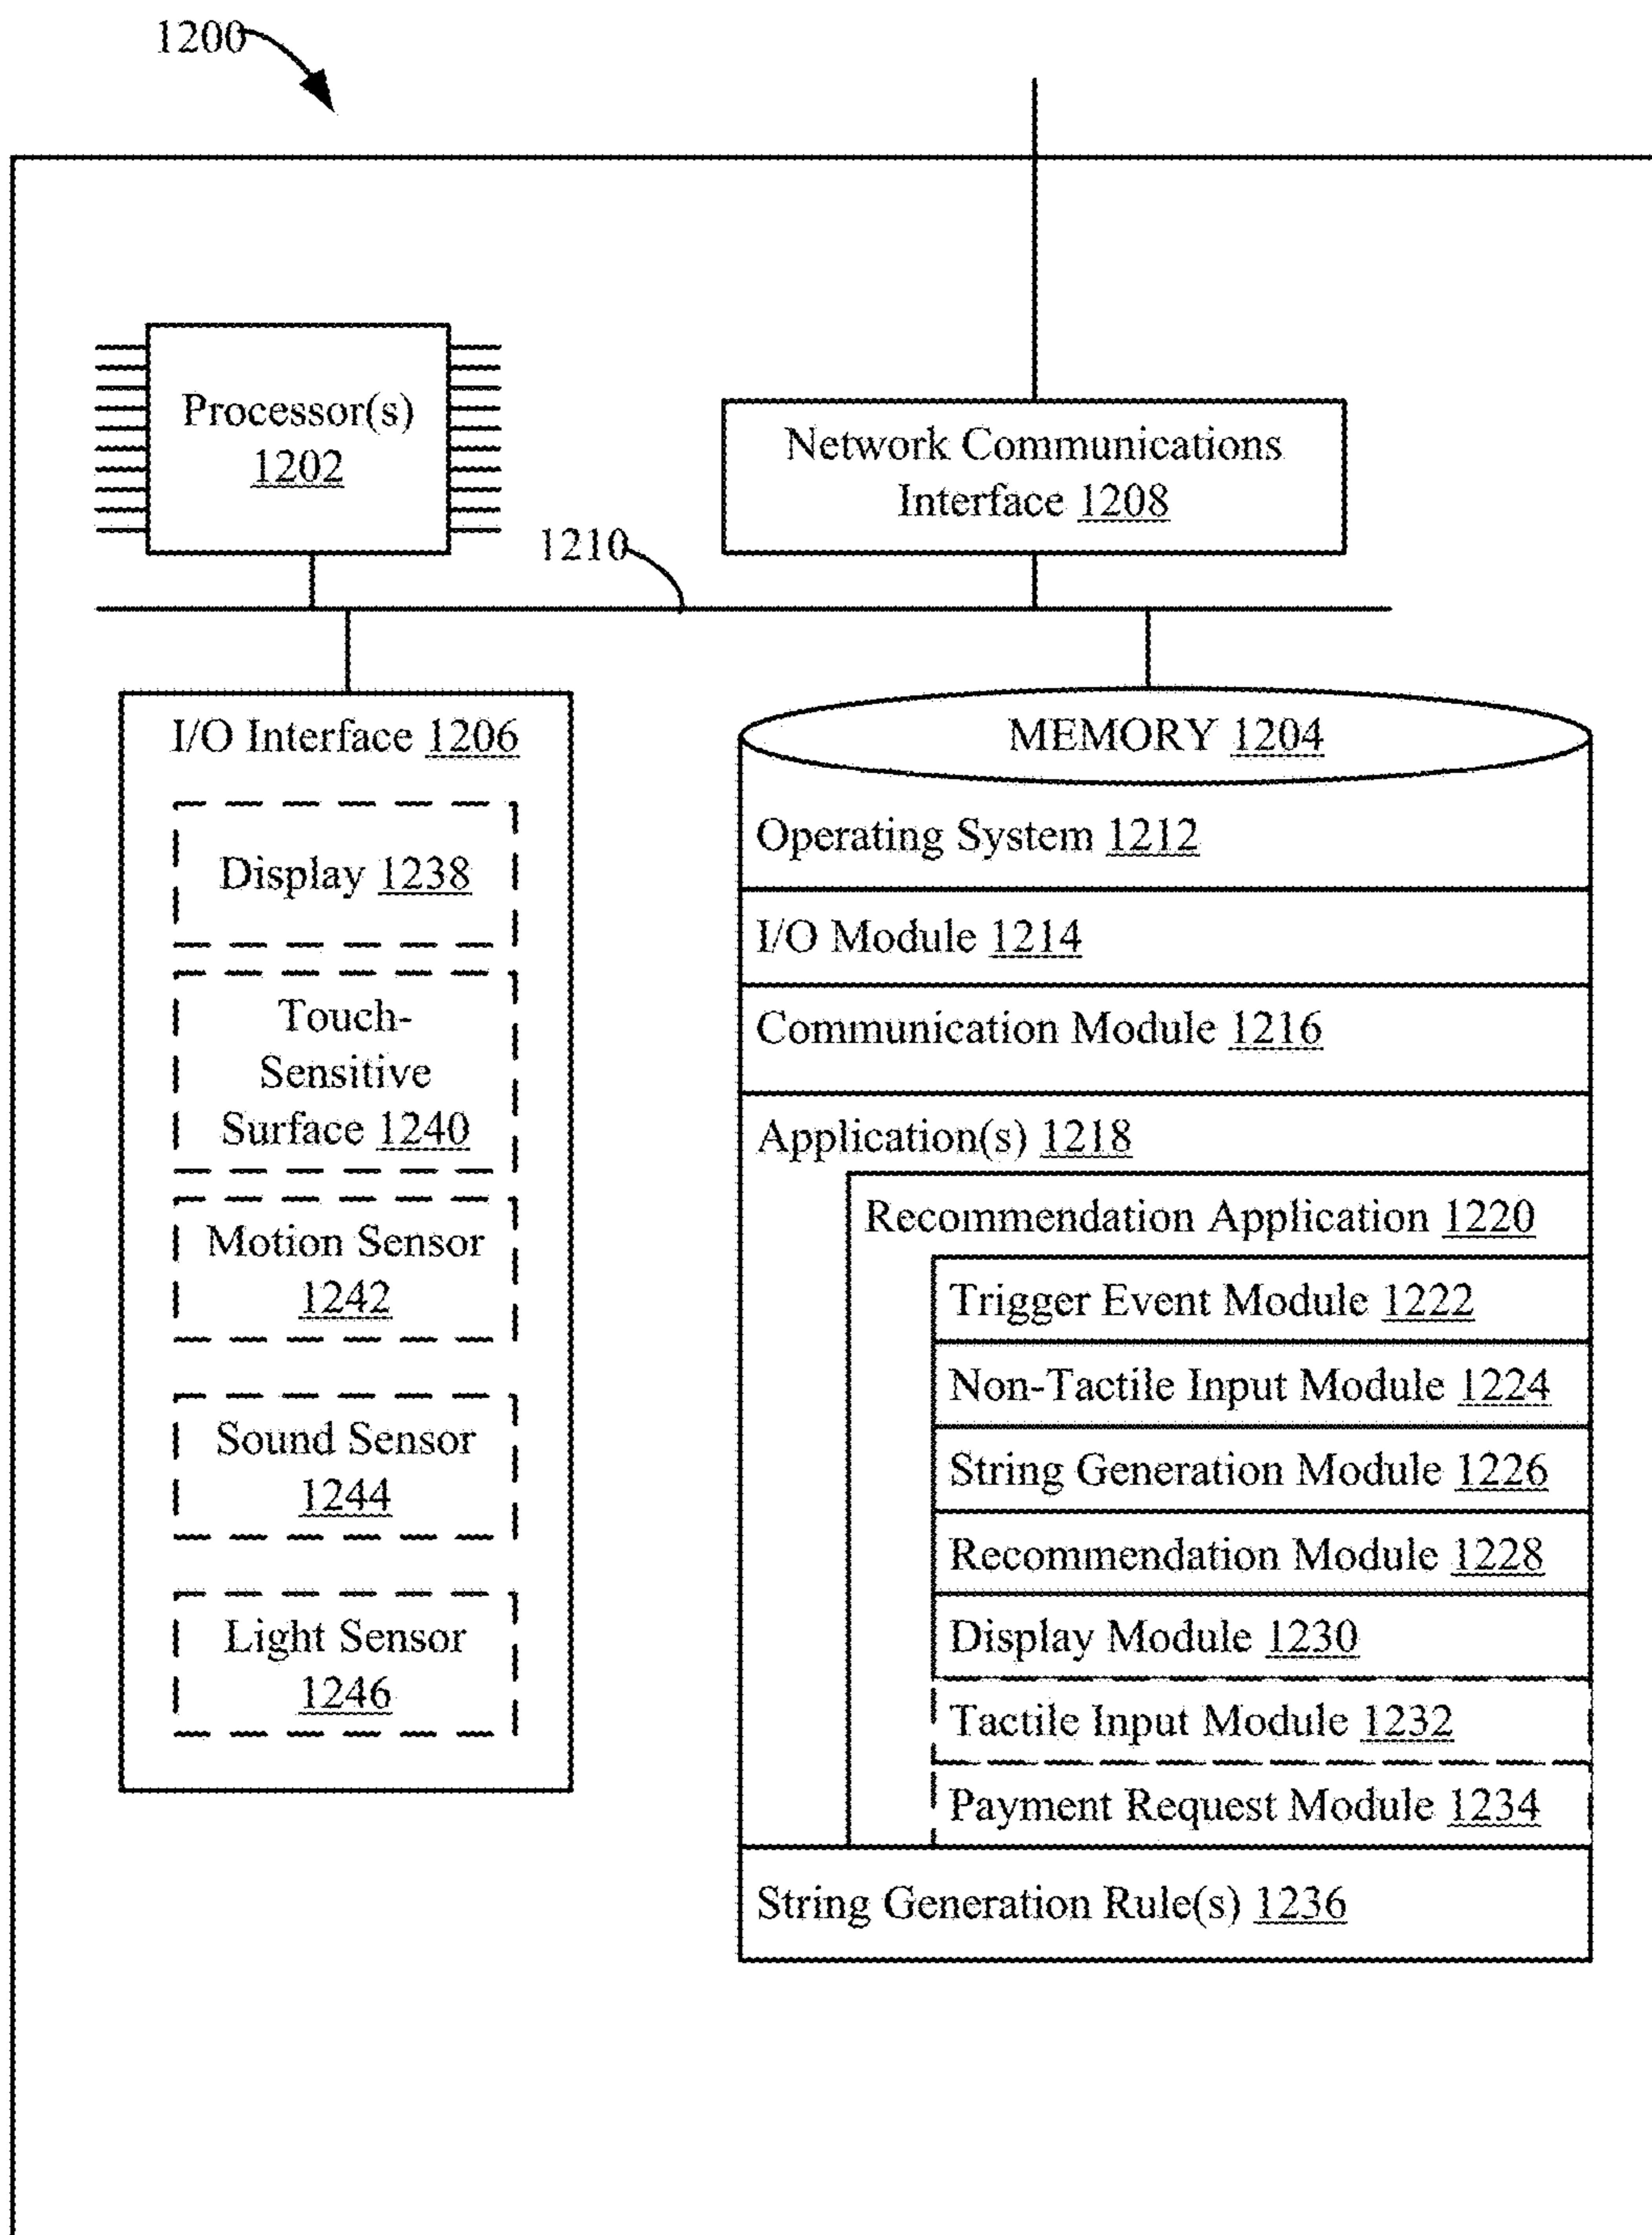 1200
Processor(s)
1202
Network Communications
Interface 1208
1210
I/O Interface 1206
Display 1238
Touch-
Sensitive
Surface 1240
Motion Sensor
1242
Sound Sensor
1244
Light Sensor
1246
MEMORY 1204
Operating System 1212
I/O Module 1214
Communication Module 1216
Application(s) 1218
Recommendation Application 1220
Trigger Event Module 1222
Non-Tactile Input Module 1224
String Generation Module 1226
Recommendation Module 1228
Display Module 1230
Tactile Input Module 1232
Payment Request Module 1234
String Generation Rule(s) 1236